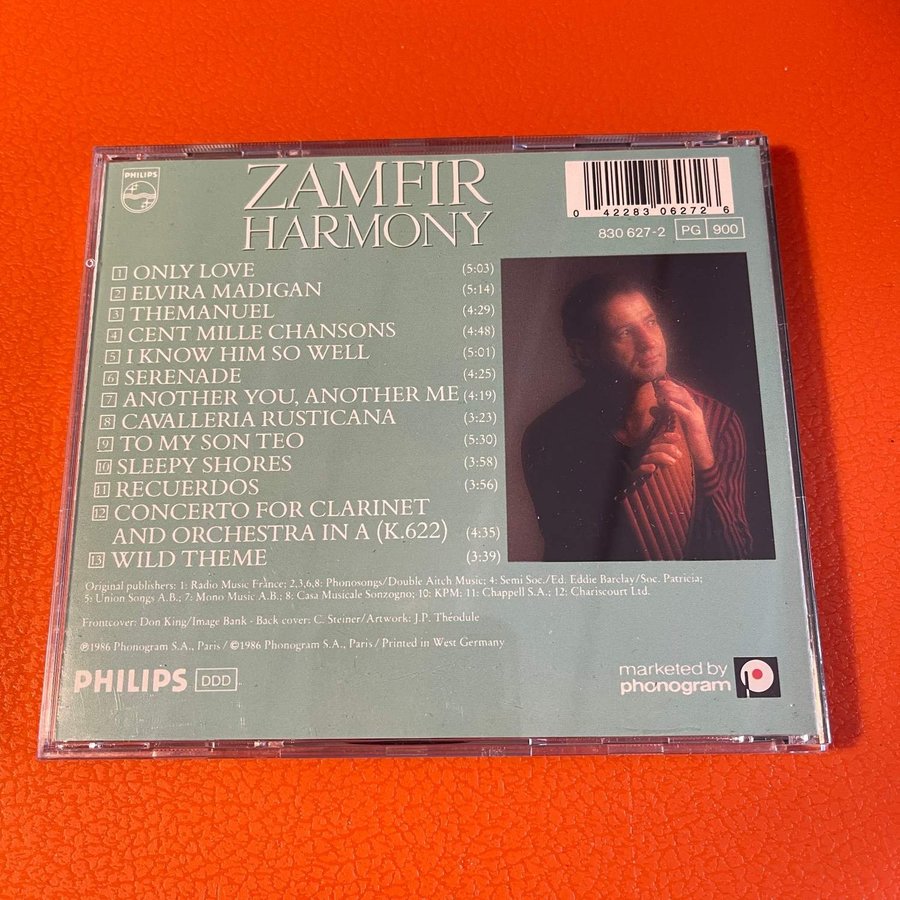 PHILIPS
ZAMFIR
HARMONY
0 42283 06272 6
830 627-2 PG 900
1 ONLY LOVE (5:03)
2 ELVIRA MADIGAN (5:14)
3 THEMANUEL (4:29)
4 CENT MILLE CHANSONS (4:48)
5 I KNOW HIM SO WELL (5:01)
6 SERENADE (4:25)
7 ANOTHER YOU, ANOTHER ME (4:19)
8 CAVALLERIA RUSTICANA (3:23)
9 TO MY SON TEO (5:30)
10 SLEEPY SHORES (3:58)
11 RECUERDOS (3:56)
12 CONCERTO FOR CLARINET
AND ORCHESTRA IN A (K.622) (4:35)
13 WILD THEME (3:39)
Original publishers: 1: Radio Music France; 2,3,6,8: Phonosongs/Double Aitch Music; 4: Semi Soc./Ed. Eddie Barclay/Soc. Patricia;
5: Union Songs A.B.; 7: Mono Music A.B.; 8: Casa Musicale Sonzogno; 10: KPM; 11: Chappell S.A.; 12: Chariscourt Ltd.
Frontcover: Don King/Image Bank - Back cover: C. Steiner/Artwork: J.P. Théodule
℗1986 Phonogram S.A., Paris / ©1986 Phonogram S.A., Paris / Printed in West Germany
PHILIPS DDD
marketed by
phonogram